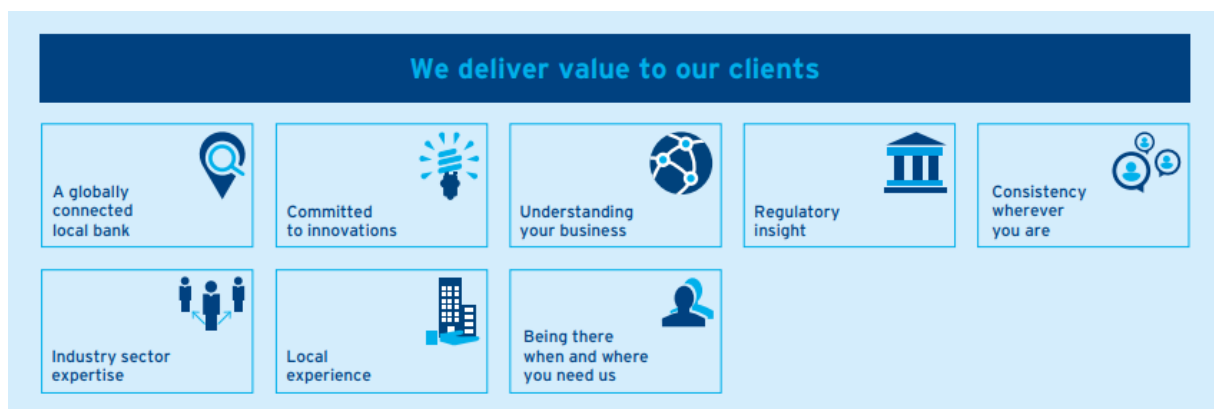 We deliver value to our clients
A globally
connected
local bank
Committed
to innovations
Understanding
your business
Regulatory
insight
Consistency
wherever
you are
Industry sector
expertise
Local
experience
Being there
when and where
you need us